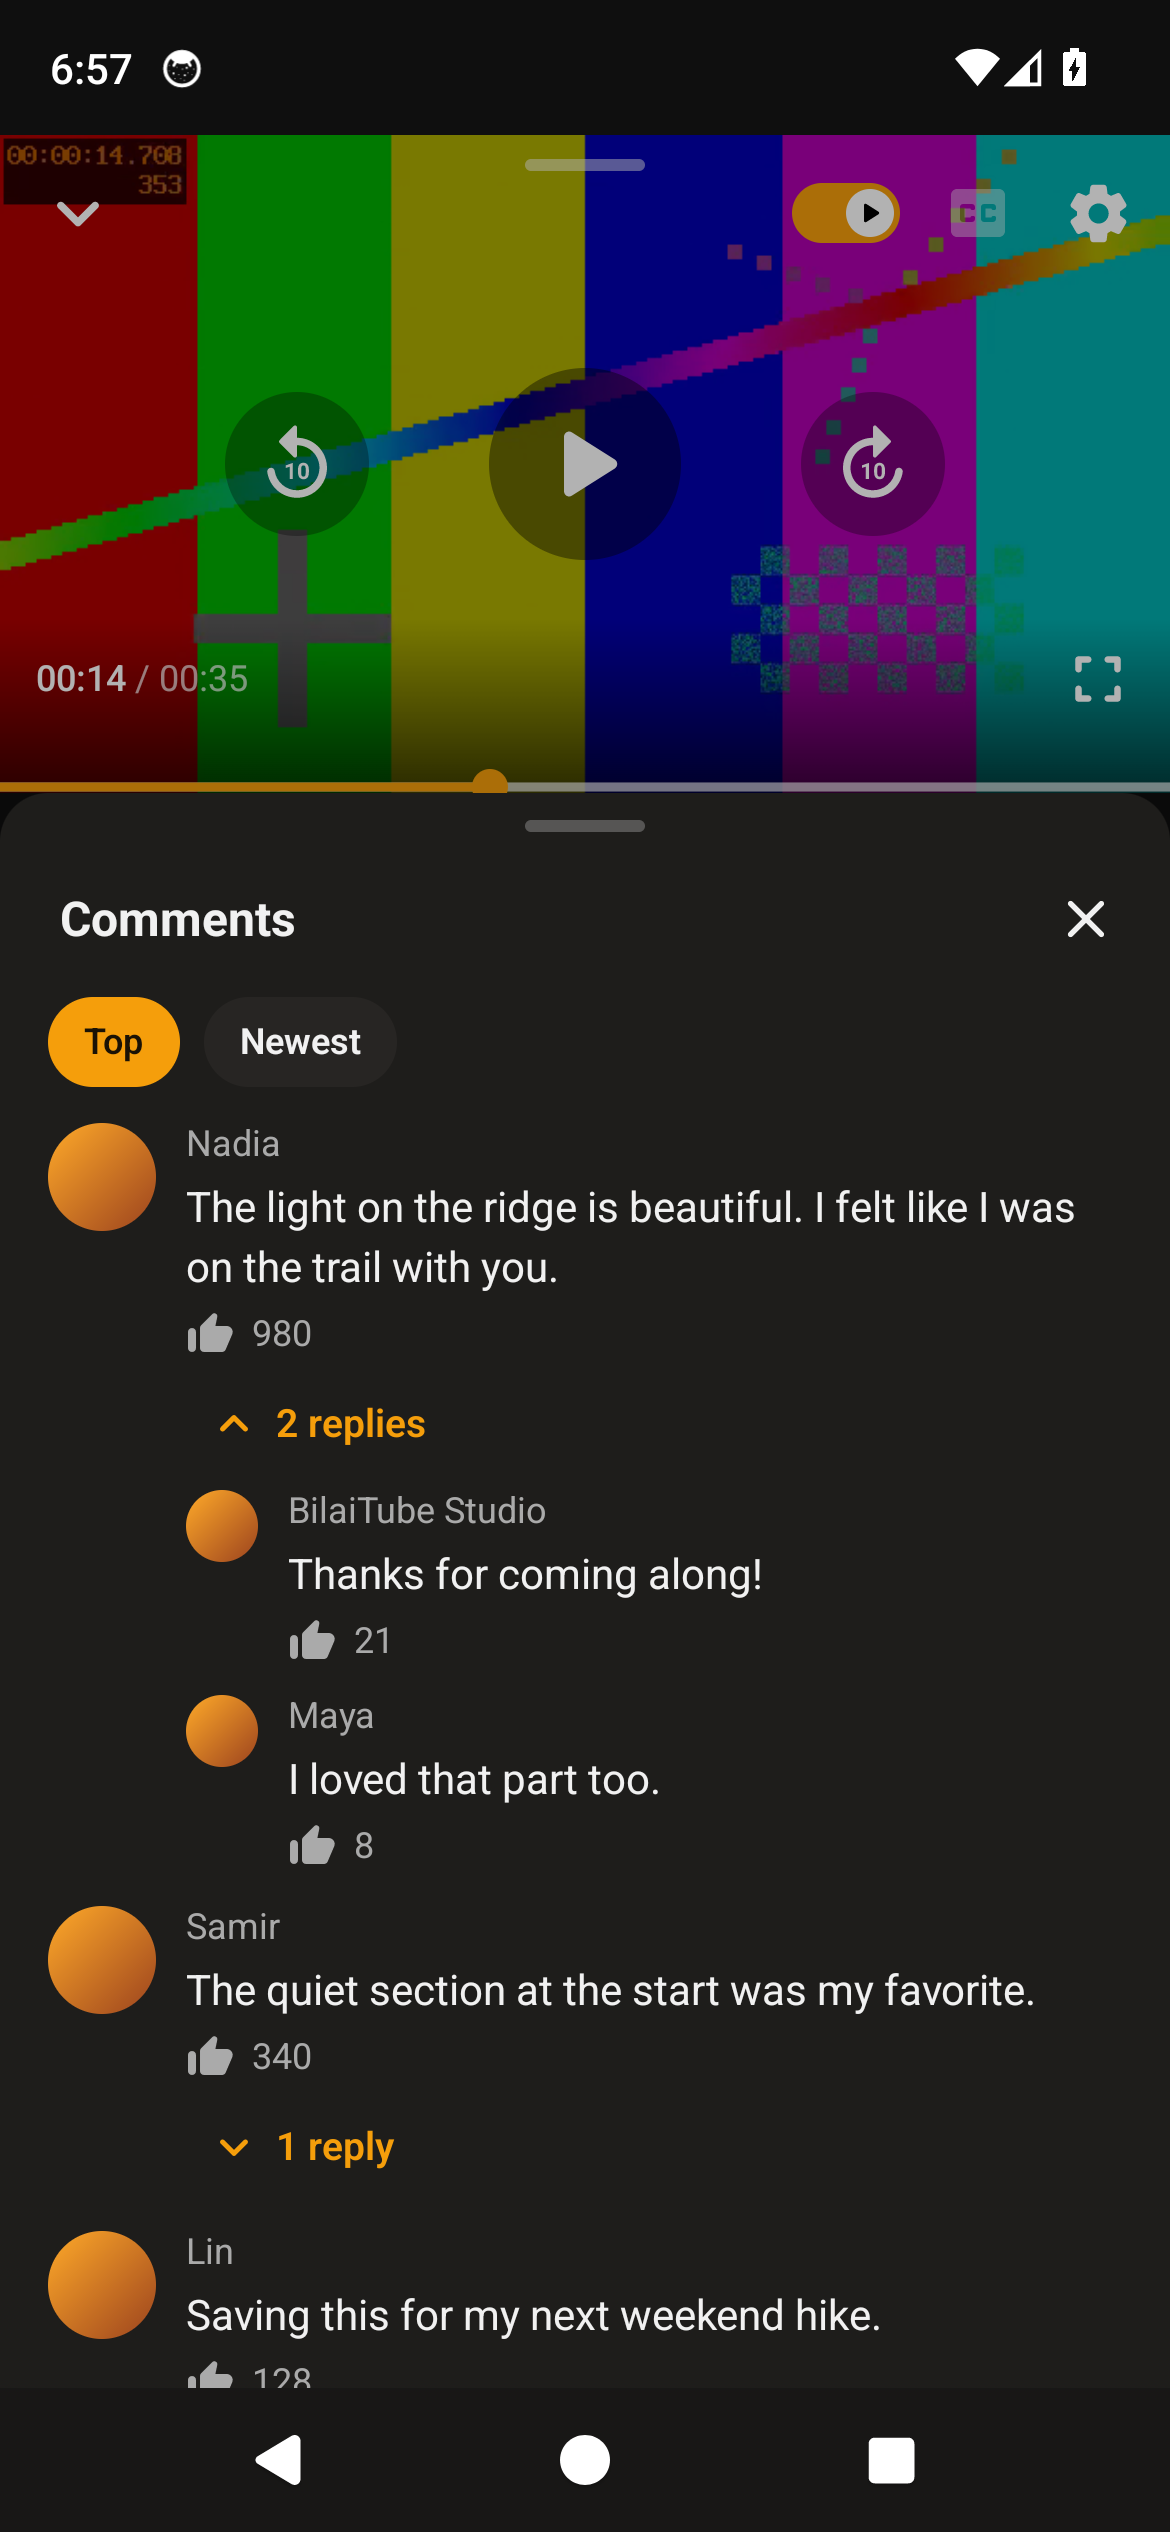 6:57
00:00:14.708
353
CC
10
10
00:14 / 00:35
Comments
Top
Newest
Nadia
The light on the ridge is beautiful. I felt like I was
on the trail with you.
980
2 replies
BilaiTube Studio
Thanks for coming along!
21
Maya
I loved that part too.
8
Samir
The quiet section at the start was my favorite.
340
1 reply
Lin
Saving this for my next weekend hike.
128